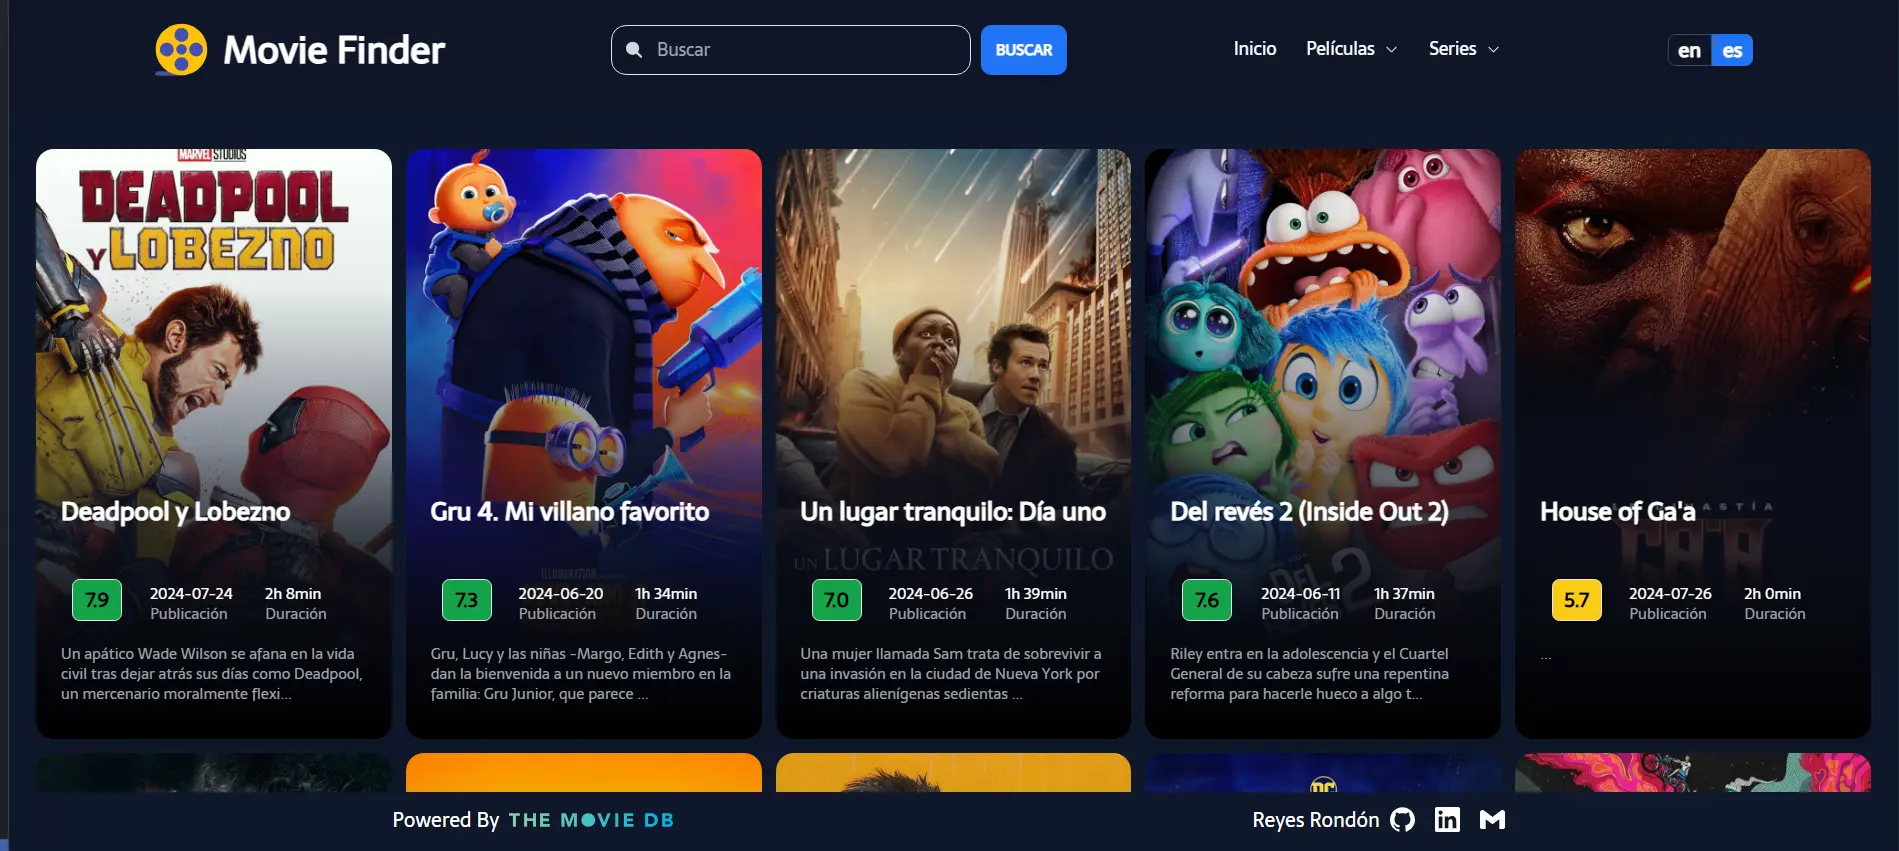 Movie Finder
Buscar
BUSCAR
Inicio
Películas
Series
en
es
MARVEL STUDIOS
DEADPOOL
Y LOBEZNO
Deadpool y Lobezno
7.9
2024-07-24
Publicación
2h 8min
Duración
Un apático Wade Wilson se afana en la vida
civil tras dejar atrás sus días como Deadpool,
un mercenario moralmente flexi...
Gru 4. Mi villano favorito
ILLUMINATION
7.3
2024-06-20
Publicación
1h 34min
Duración
Gru, Lucy y las niñas -Margo, Edith y Agnes-
dan la bienvenida a un nuevo miembro en la
familia: Gru Junior, que parece ...
Un lugar tranquilo: Día uno
UN LUGAR TRANQUILO
7.0
2024-06-26
Publicación
1h 39min
Duración
Una mujer llamada Sam trata de sobrevivir a
una invasión en la ciudad de Nueva York por
criaturas alienígenas sedientas ...
Del revés 2 (Inside Out 2)
DEL
2
7.6
2024-06-11
Publicación
1h 37min
Duración
Riley entra en la adolescencia y el Cuartel
General de su cabeza sufre una repentina
reforma para hacerle hueco a algo t...
House of Ga'a
GA'A
5.7
2024-07-26
Publicación
2h 0min
Duración
...
DC
Powered By THE MOVIE DB
Reyes Rondón
in